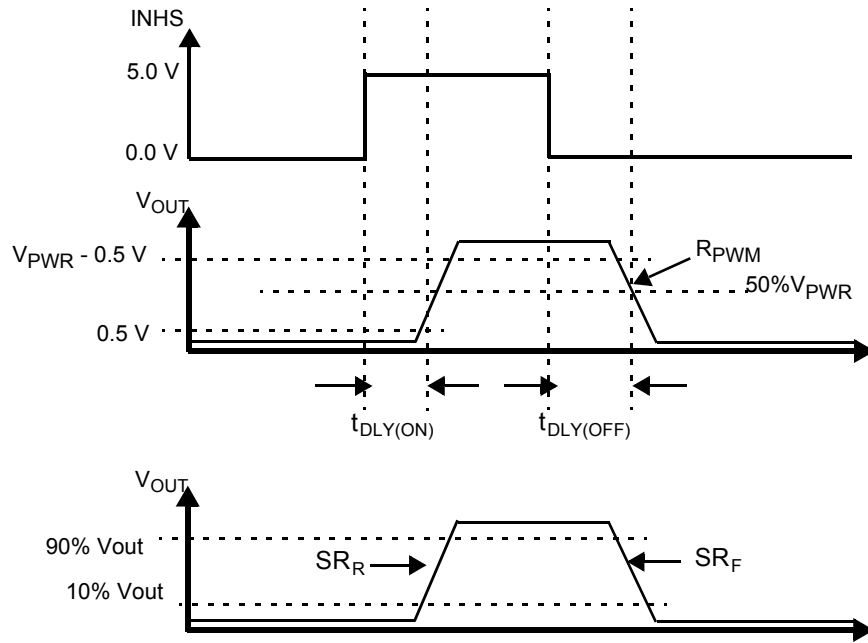 INHS
5.0 V
0.0 V
VOUT
VPWR - 0.5 V
RPWM
50%VPWR
0.5 V
tDLY(ON)
tDLY(OFF)
VOUT
90% Vout
SRR
SRF
10% Vout